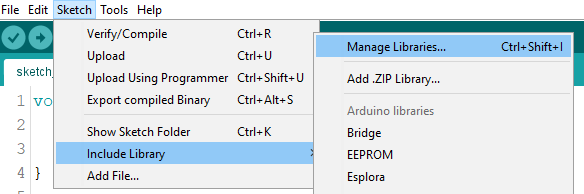 File Edit Sketch Tools Help
Verify/Compile Ctrl+R
Upload Ctrl+U
Upload Using Programmer Ctrl+Shift+U
Export compiled Binary Ctrl+Alt+S
Show Sketch Folder Ctrl+K
Include Library
Add File...
Manage Libraries... Ctrl+Shift+I
Add .ZIP Library...
Arduino libraries
Bridge
EEPROM
Esplora
sketch_
1 vo
2
3
4 }
5